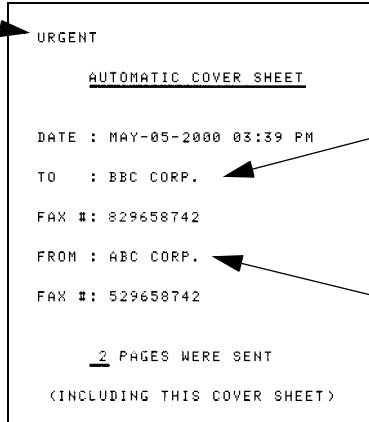 URGENT
AUTOMATIC COVER SHEET
DATE : MAY-05-2000 03:39 PM
TO : BBC CORP.
FAX #: 829658742
FROM : ABC CORP.
FAX #: 529658742
2 PAGES WERE SENT
(INCLUDING THIS COVER SHEET)